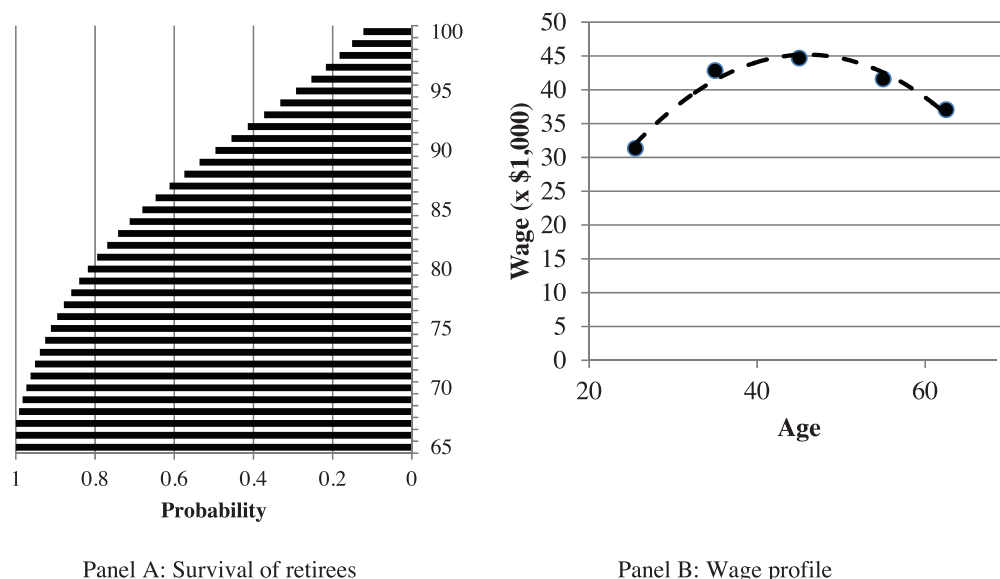 100
95
90
85
80
75
70
65
1 0.8 0.6 0.4 0.2 0
Probability
Panel A: Survival of retirees
50
45
40
35
30
25
20
15
10
5
0
Wage (x $1,000)
20 40 60
Age
Panel B: Wage profile